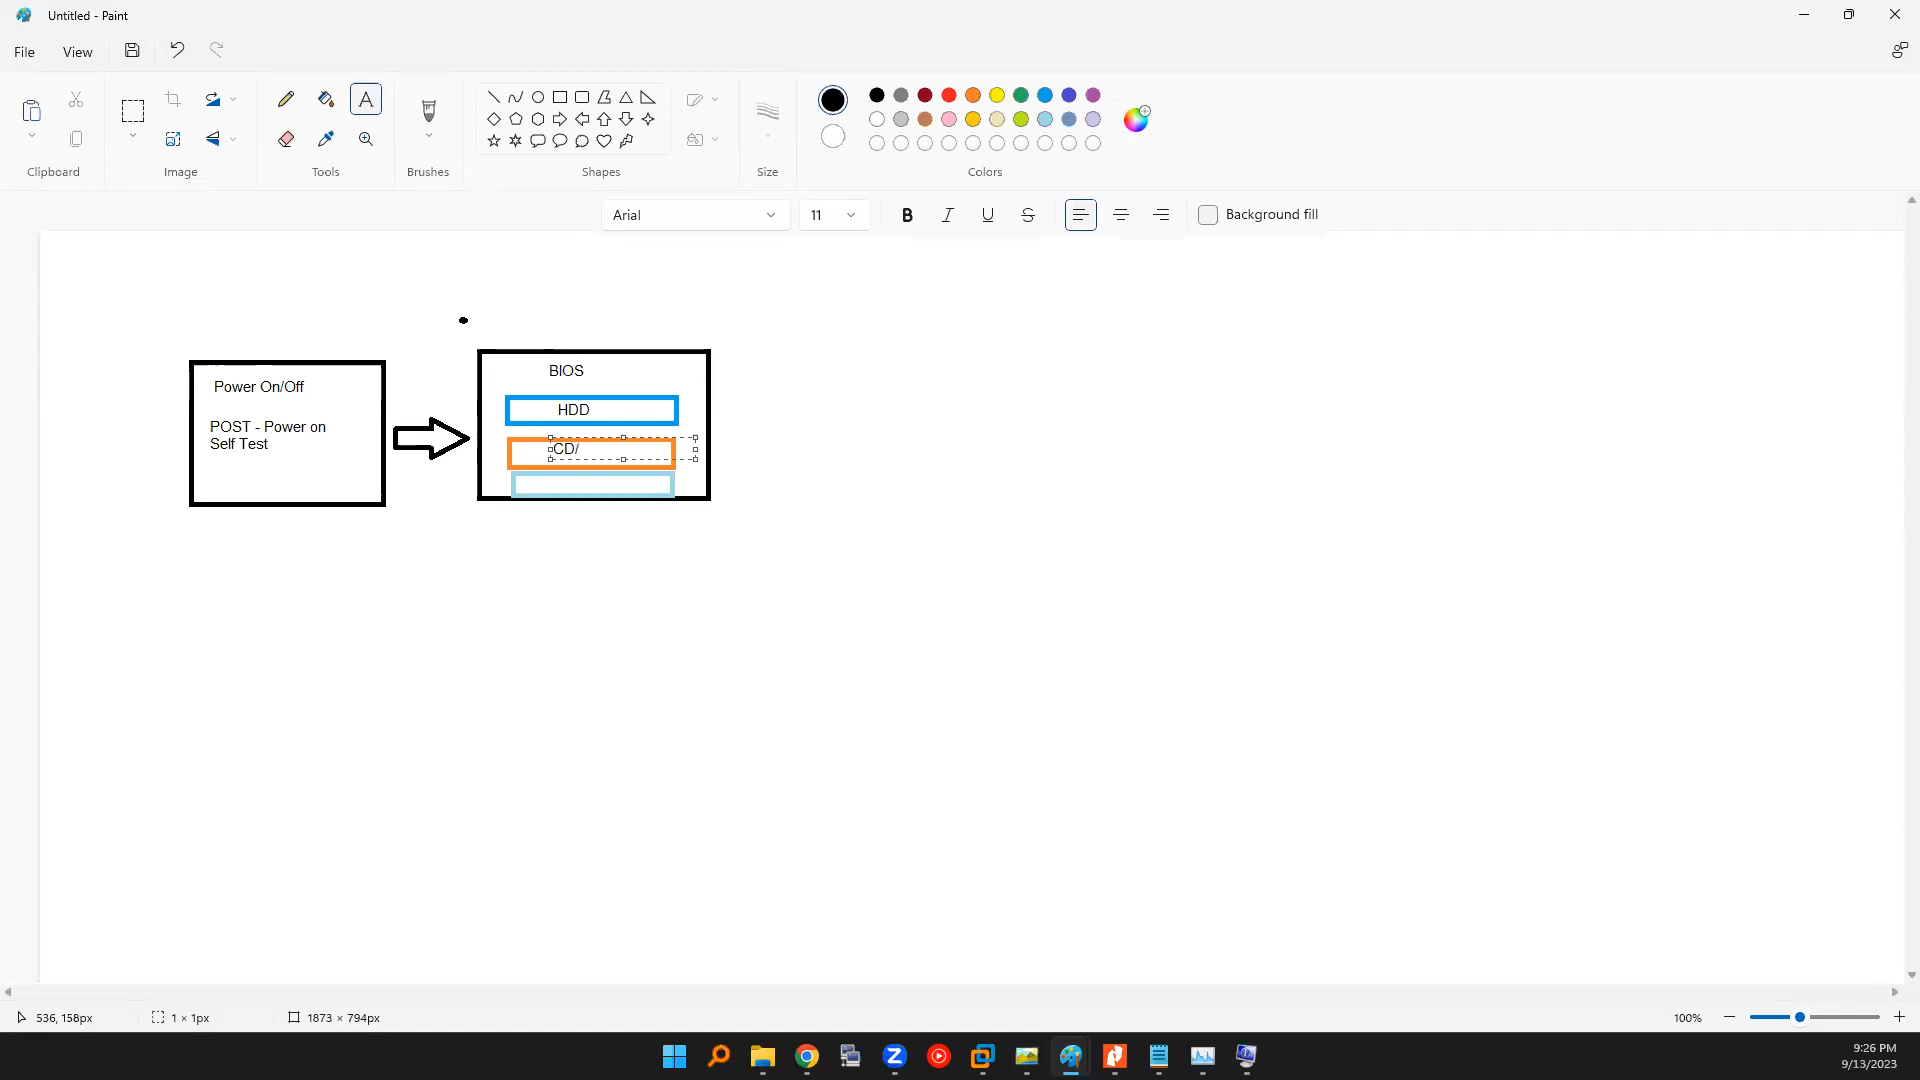 Untitled - Paint
File
View
Clipboard
Image
Tools
Brushes
Shapes
Size
Colors
Arial
11
B
I
U
S
Background fill
BIOS
Power On/Off
HDD
POST - Power on
Self Test
CD/
536, 158px
1 × 1px
1873 × 794px
100%
9:26 PM
9/13/2023